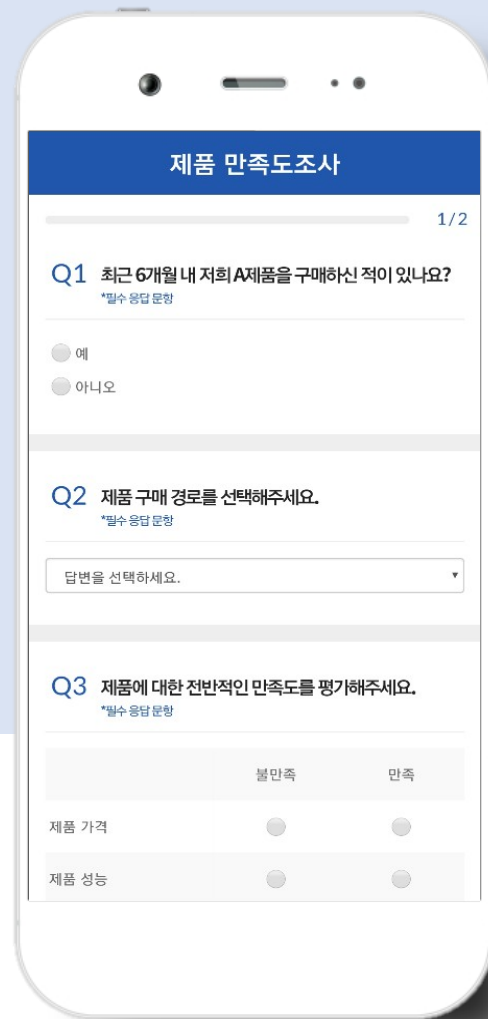 제품 만족도조사
1/2
Q1 최근 6개월 내 저희 A제품을 구매하신 적이 있나요?
*필수 응답 문항
예
아니오
Q2 제품 구매 경로를 선택해주세요.
*필수 응답 문항
답변을 선택하세요.
Q3 제품에 대한 전반적인 만족도를 평가해주세요.
*필수 응답 문항
불만족 만족
제품 가격
제품 성능